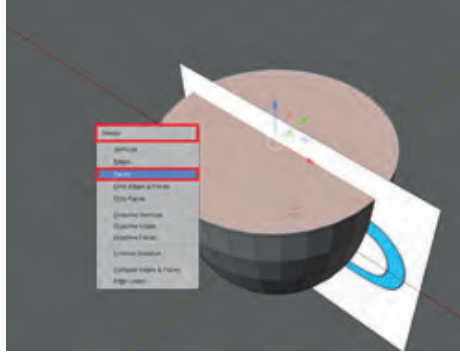 Delete
Vertices
Edges
Faces
Only Edges & Faces
Only Faces
Dissolve Vertices
Dissolve Edges
Dissolve Faces
Limited Dissolve
Collapse Edges & Faces
Edge Loops